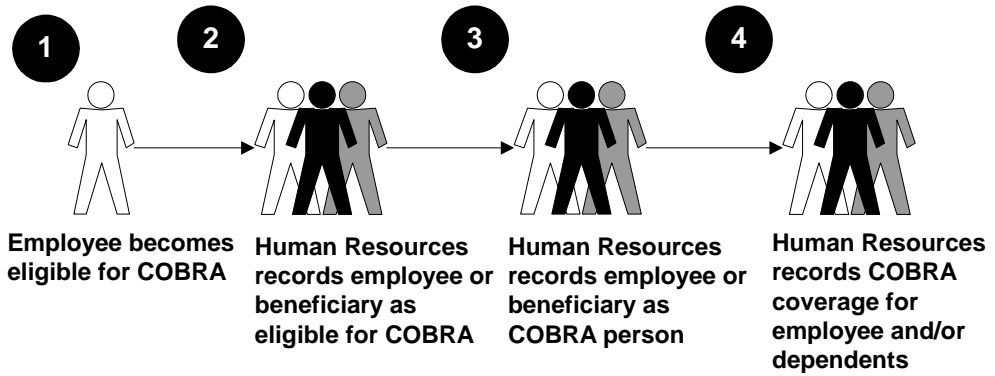 1
2
3
4
Employee becomes
eligible for COBRA
Human Resources
records employee or
beneficiary as
eligible for COBRA
Human Resources
records employee or
beneficiary as
COBRA person
Human Resources
records COBRA
coverage for
employee and/or
dependents